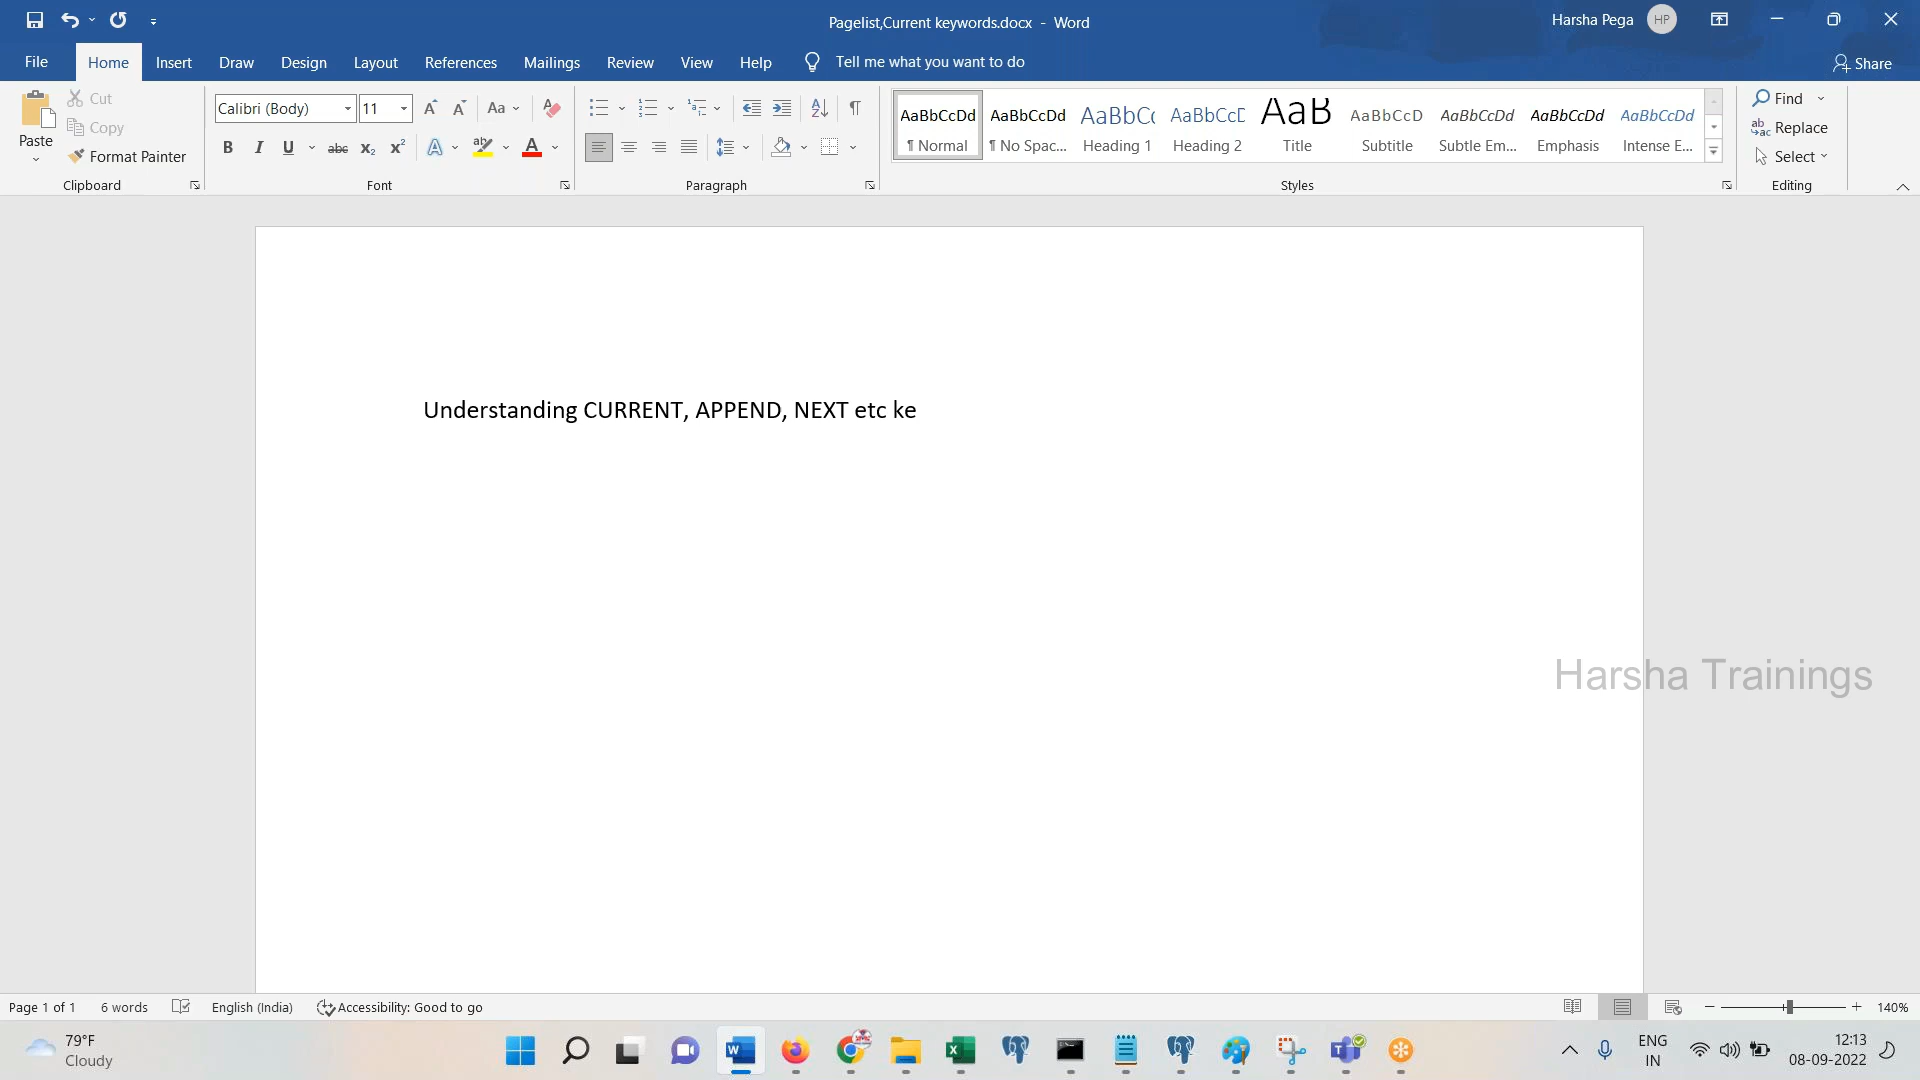 Pagelist,Current keywords.docx - Word
Harsha Pega
HP
File
Home
Insert
Draw
Design
Layout
References
Mailings
Review
View
Help
Tell me what you want to do
Share
Paste
Cut
Copy
Format Painter
Clipboard
Calibri (Body)
11
Font
Paragraph
AaBbCcDd
¶ Normal
AaBbCcDd
¶ No Spac...
AaBbC
Heading 1
AaBbCcE
Heading 2
AaB
Title
AaBbCcD
Subtitle
AaBbCcDd
Subtle Em...
AaBbCcDd
Emphasis
AaBbCcDd
Intense E...
Styles
Find
Replace
Select
Editing
Understanding CURRENT, APPEND, NEXT etc ke
Harsha Trainings
Page 1 of 1
6 words
English (India)
Accessibility: Good to go
140%
79°F
Cloudy
ENG
IN
12:13
08-09-2022